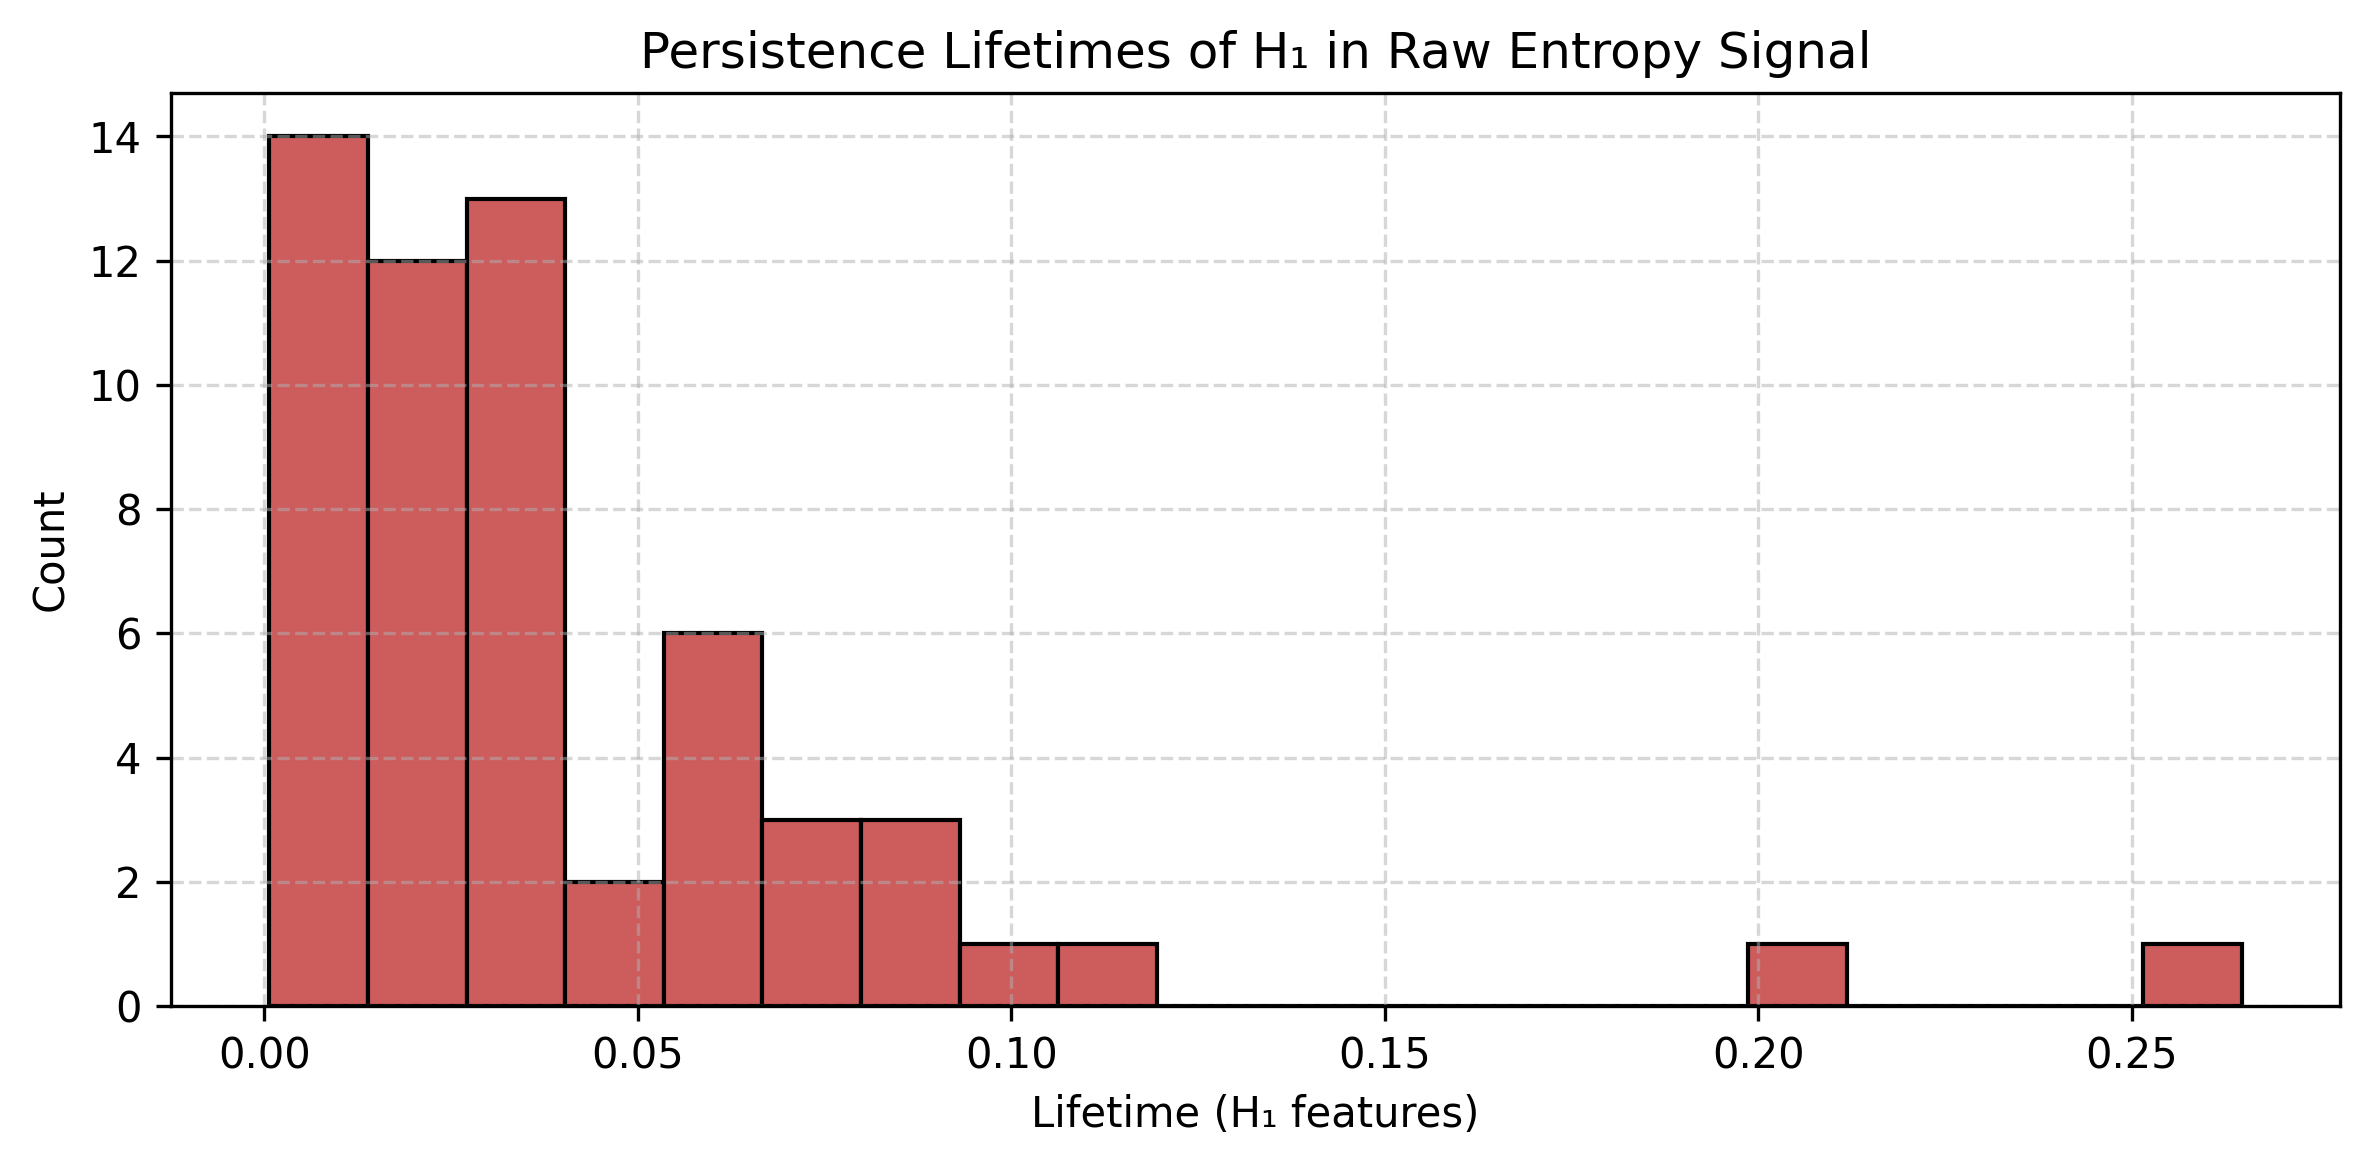 Persistence Lifetimes of H₁ in Raw Entropy Signal
14
12
10
8
6
4
2
0
Count
0.00 0.05 0.10 0.15 0.20 0.25
Lifetime (H₁ features)